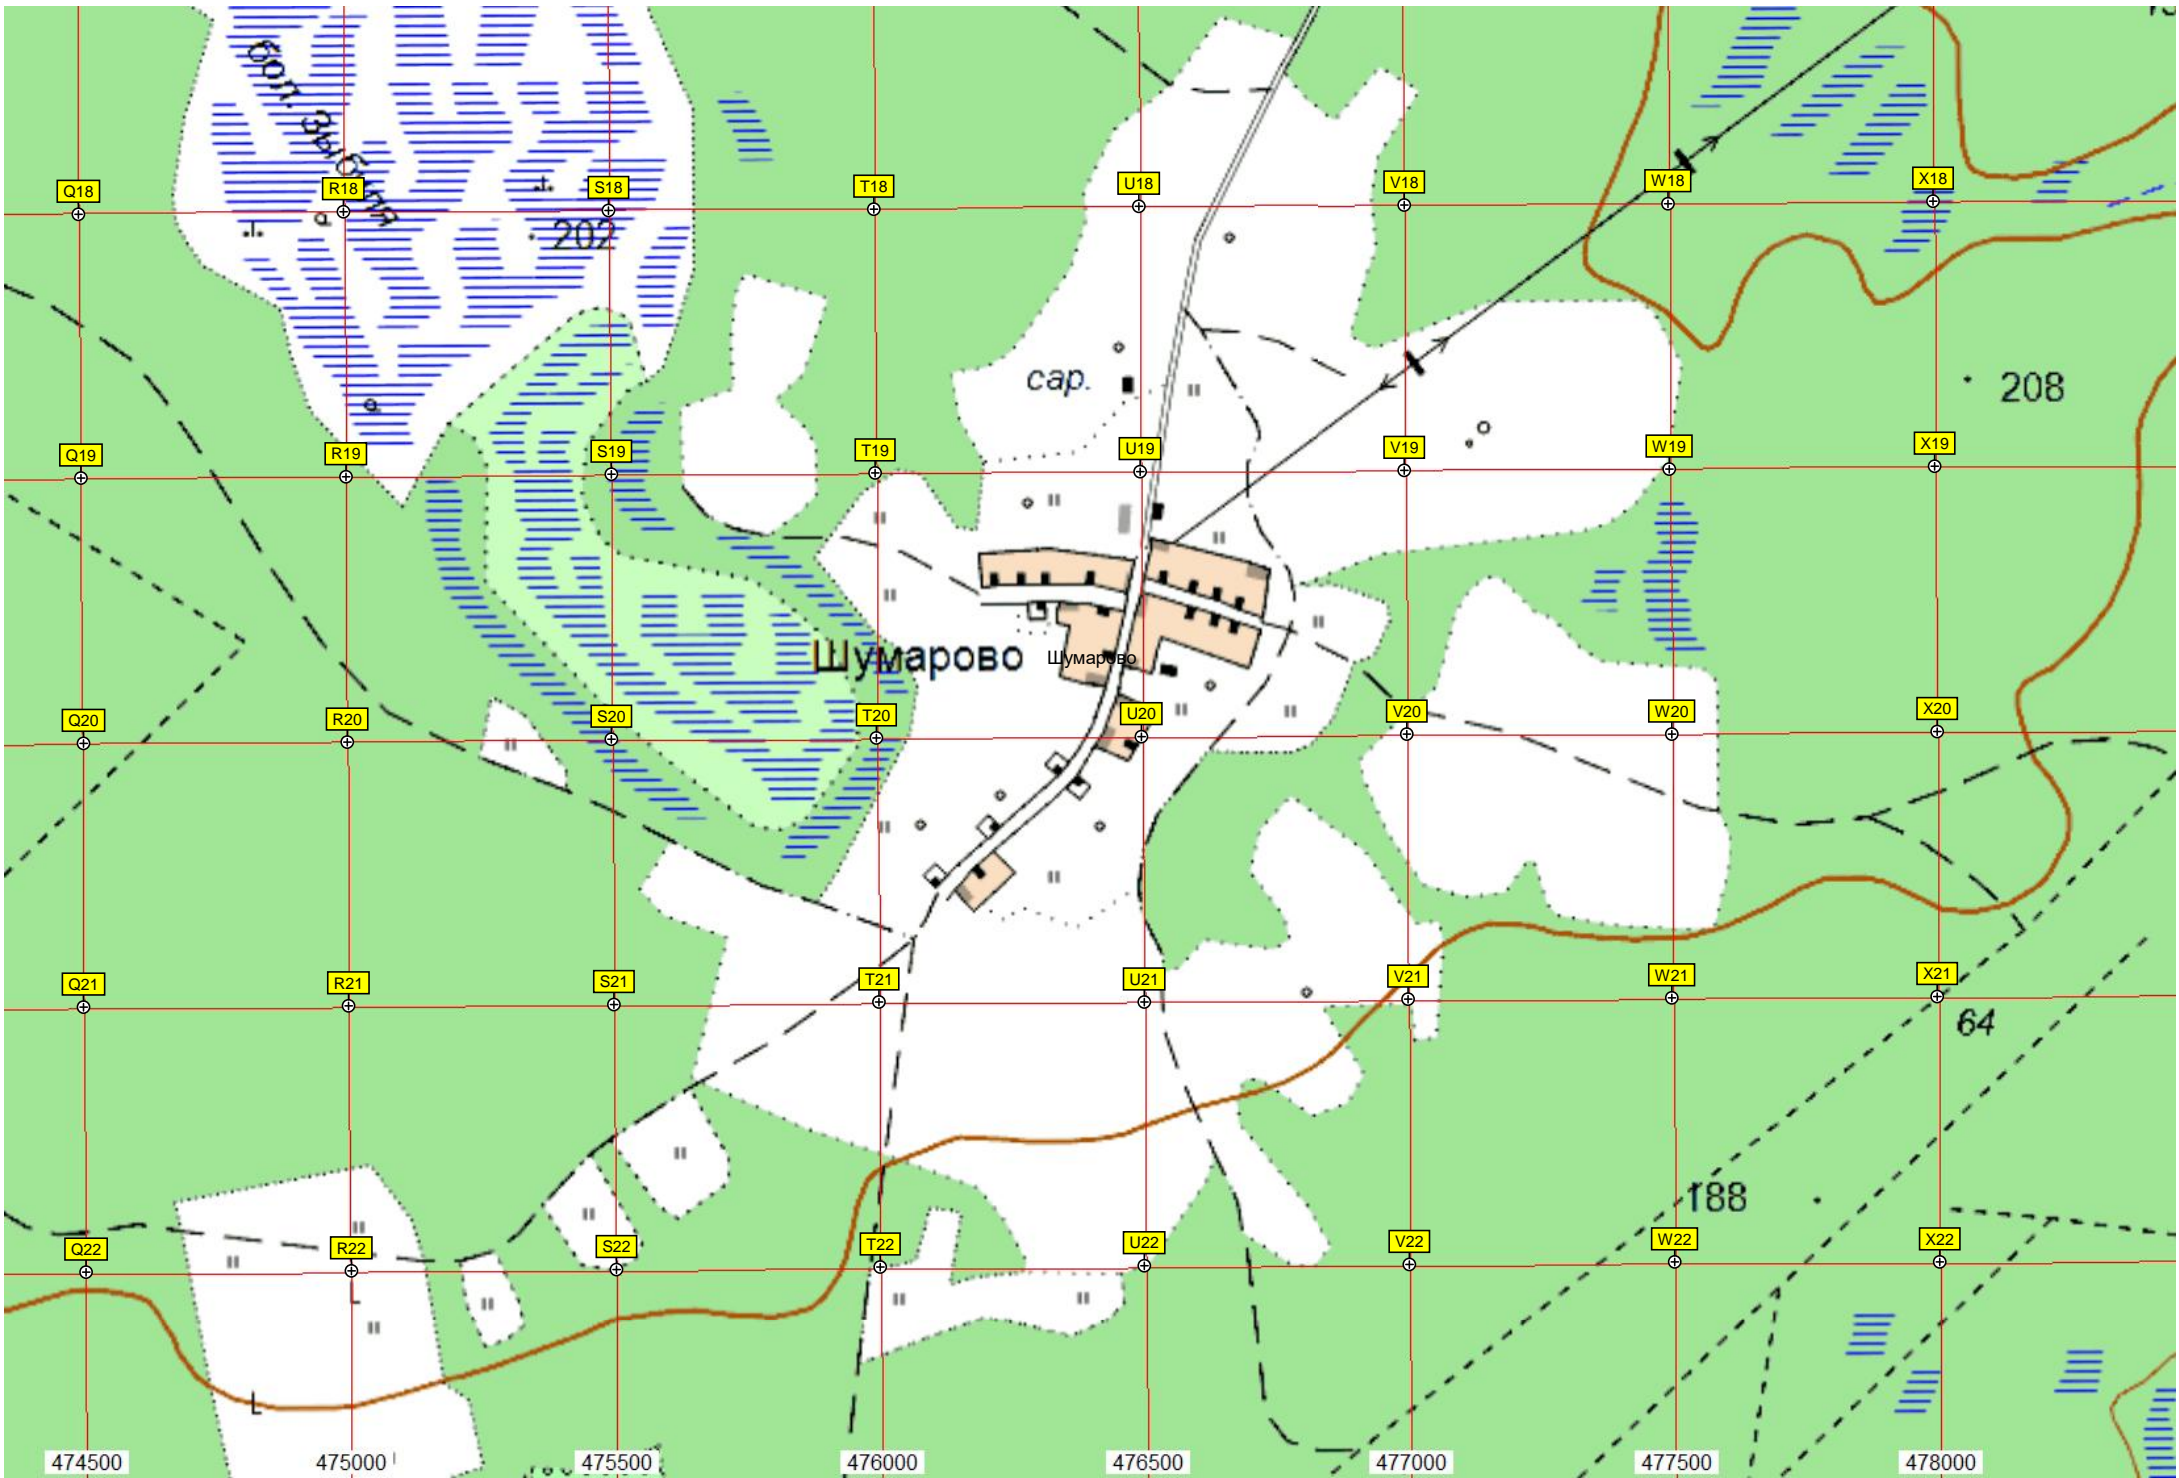 бол. Зыбиля
Q18 R18 S18 T18 U18 V18 W18 X18
202
сар.
208
Q19 R19 S19 T19 U19 V19 W19 X19
Шумарово Шумарово
Q20 R20 S20 T20 U20 V20 W20 X20
Q21 R21 S21 T21 U21 V21 W21 X21
64
188
Q22 R22 S22 T22 U22 V22 W22 X22
474500 475000 475500 476000 476500 477000 477500 478000